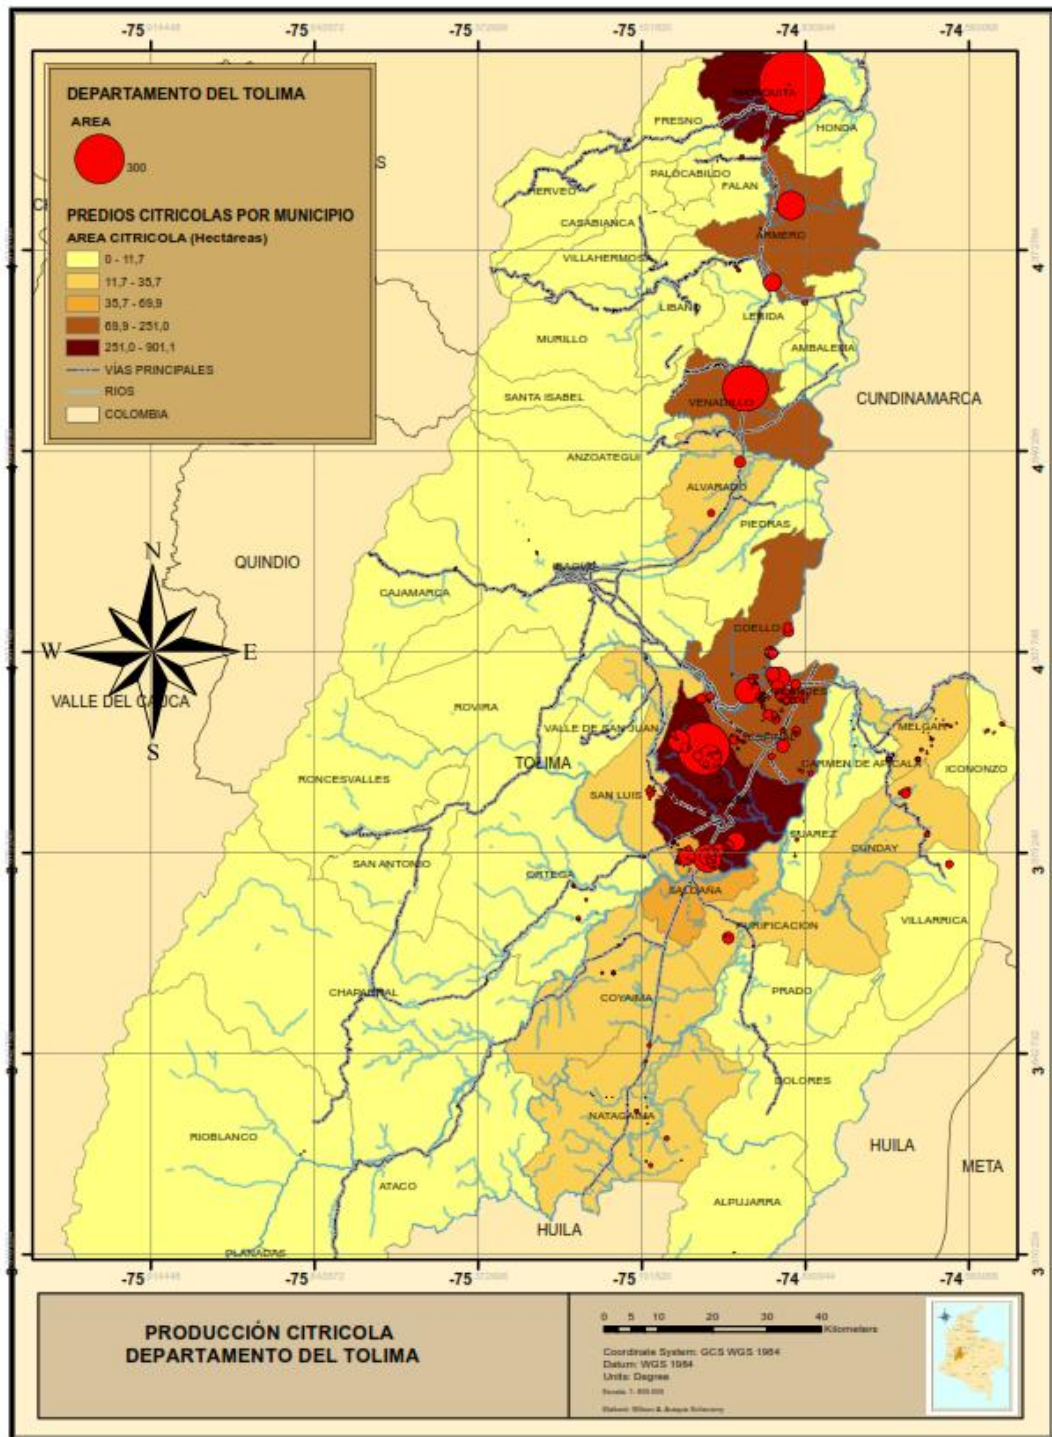 -75 -75 -75 -75 -74 -74
DEPARTAMENTO DEL TOLIMA
AREA
300
PREDIOS CITRICOLAS POR MUNICIPIO
AREA CITRICOLA (Hectáreas)
0 - 11,7
11,7 - 35,7
35,7 - 69,9
69,9 - 251,0
251,0 - 901,1
VÍAS PRINCIPALES
RIOS
COLOMBIA
MARIQUITA
FRESNO
HONDA
PALOCABILDO
FALAN
HERVEO
CASABIANCA
ARMERO
VILLAHERMOSA
LIBANO
LERIDA
MURILLO
AMBALEMA
SANTA ISABEL
VENADILLO
CUNDINAMARCA
ANZOATEGUI
ALVARADO
PIEDRAS
N
QUINDIO
CAJAMARCA
COELLO
W
E
VALLE DEL CAUCA
S
ROVIRA
VALLE DE SAN JUAN
MELGAR
TOLIMA
CARMEN DE APICALA
ICONONZO
RONCESVALLES
SAN LUIS
SUAREZ
CUNDAY
SAN ANTONIO
ORTEGA
SALDAÑA
VILLARRICA
PURIFICACION
CHAPARRAL
COYAIMA
PRADO
DOLORES
NATAGAIMA
RIOBLANCO
HUILA
META
ATACO
ALPUJARRA
HUILA
PLANADAS
-75 -75 -75 -75 -74 -74
PRODUCCIÓN CITRICOLA
DEPARTAMENTO DEL TOLIMA
0 5 10 20 30 40
Kilometers
Coordinate System: GCS WGS 1984
Datum: WGS 1984
Units: Degree